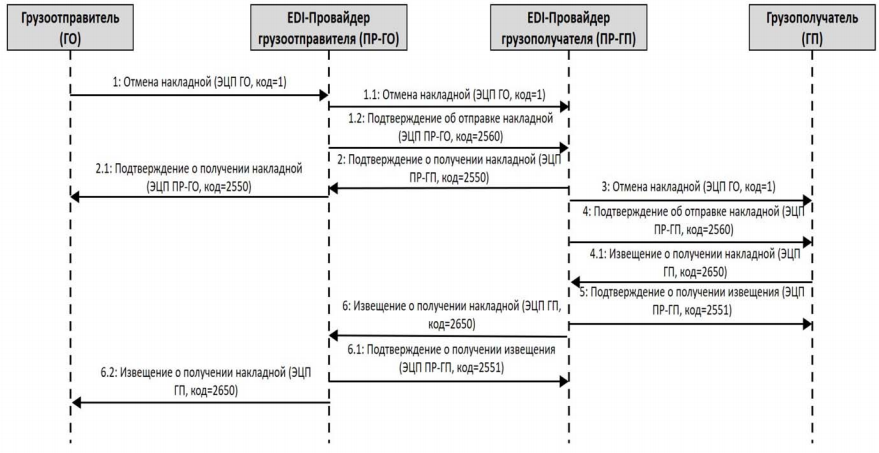 Грузоотправитель
(ГО)
EDI-Провайдер
грузоотправителя (ПР-ГО)
EDI-Провайдер
грузополучателя (ПР-ГП)
Грузополучатель
(ГП)
1: Отмена накладной (ЭЦП ГО, код=1)
1.1: Отмена накладной (ЭЦП ГО, код=1)
1.2: Подтверждение об отправке накладной
(ЭЦП ПР-ГО, код=2560)
2: Подтверждение о получении накладной (ЭЦП
ПР-ГП, код=2550)
2.1: Подтверждение о получении накладной
(ЭЦП ПР-ГО, код=2550)
3: Отмена накладной (ЭЦП ГО, код=1)
4: Подтверждение об отправке накладной (ЭЦП
ПР-ГП, код=2560)
4.1: Извещение о получении накладной (ЭЦП
ГП, код=2650)
5: Подтверждение о получении извещения (ЭЦП
ПР-ГП, код=2551)
6: Извещение о получении накладной (ЭЦП ГП,
код=2650)
6.1: Подтверждение о получении извещения
(ЭЦП ПР-ГП, код=2551)
6.2: Извещение о получении накладной (ЭЦП
ГП, код=2650)